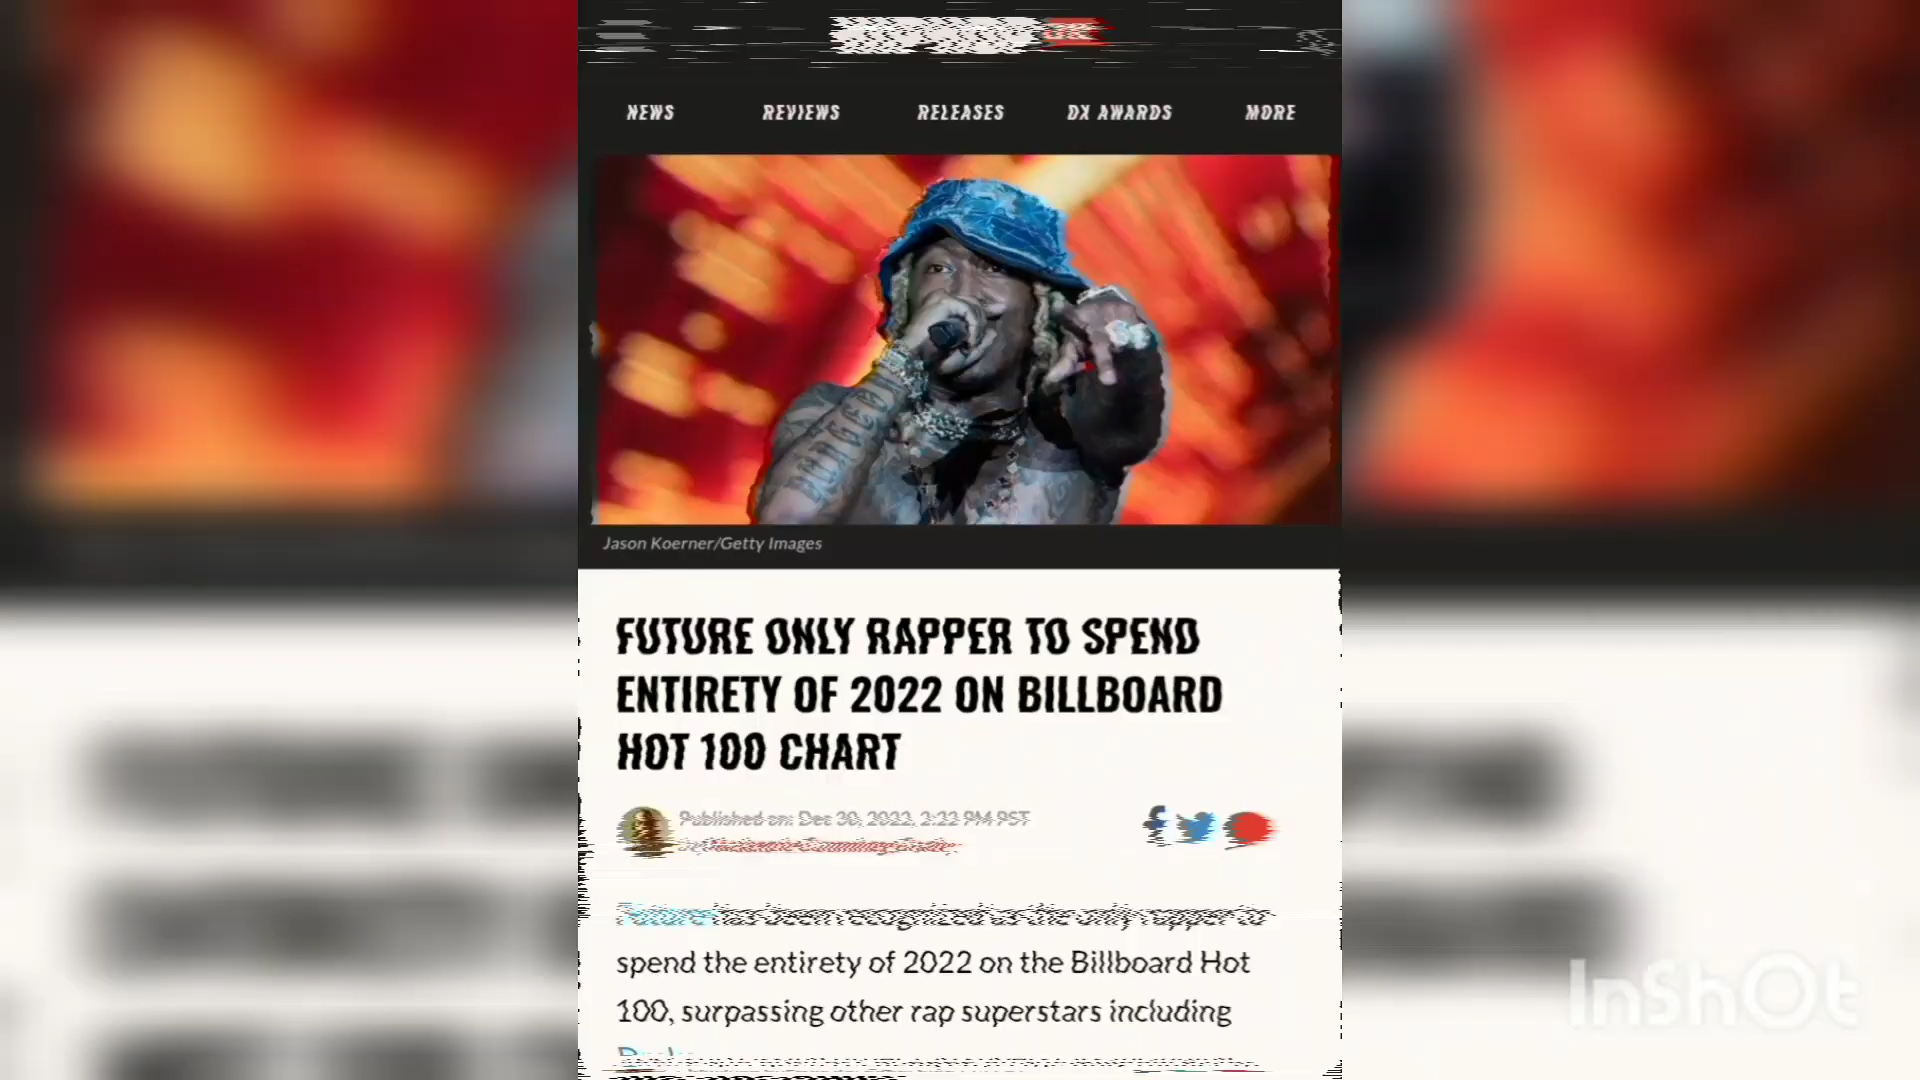 NEWS REVIEWS RELEASES DX AWARDS MORE
Jason Koerner/Getty Images
FUTURE ONLY RAPPER TO SPEND
ENTIRETY OF 2022 ON BILLBOARD
HOT 100 CHART
Published on: Dec 30, 2022, 2:22 PM PST
has been recognized as the only rapper to
spend the entirety of 2022 on the Billboard Hot
100, surpassing other rap superstars including
InShOt